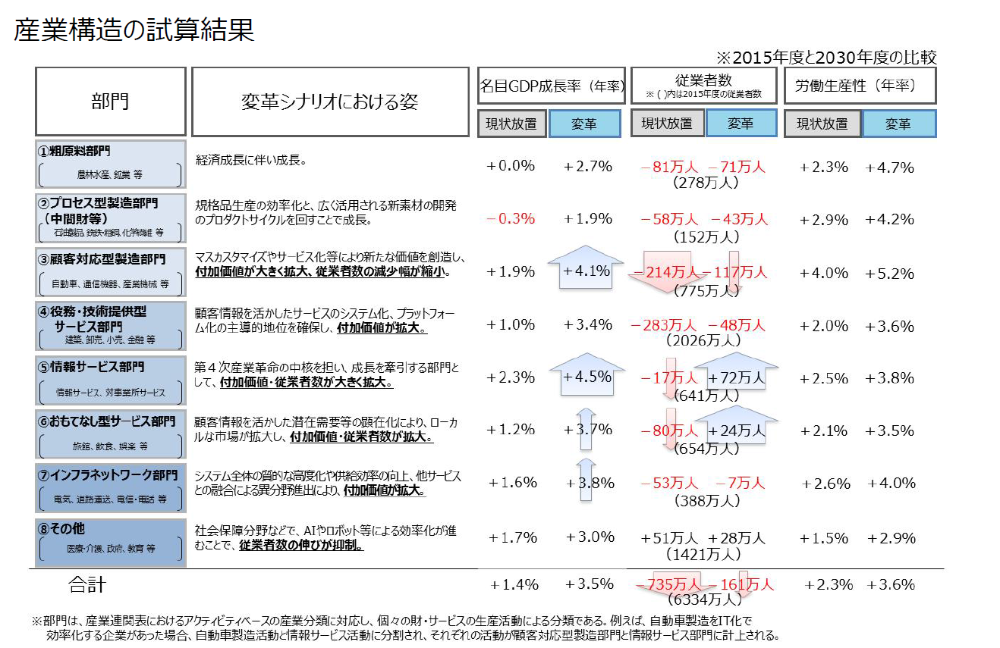 産業構造の試算結果
※2015年度と2030年度の比較
部門
変革シナリオにおける姿
名目GDP成長率（年率）
従業者数
※ ( )内は2015年度の従業者数
労働生産性（年率）
現状放置 変革 現状放置 変革 現状放置 変革
①粗原料部門
農林水産、鉱業 等
経済成長に伴い成長。
+0.0% +2.7% -81万人 -71万人 +2.3% +4.7%
（278万人）
②プロセス型製造部門
（中間財等）
石油製品、銑鉄・粗鋼、化学繊維 等
規格品生産の効率化と、広く活用される新素材の開発
のプロダクトサイクルを回すことで成長。
-0.3% +1.9% -58万人 -43万人 +2.9% +4.2%
（152万人）
③顧客対応型製造部門
自動車、通信機器、産業機械 等
マスカスタマイズやサービス化等により新たな価値を創造し、
付加価値が大きく拡大、従業者数の減少幅が縮小。
+1.9% +4.1% -214万人 -117万人 +4.0% +5.2%
（775万人）
④役務・技術提供型
サービス部門
建築、卸売、小売、金融 等
顧客情報を活かしたサービスのシステム化、プラットフォー
ム化の主導的地位を確保し、付加価値が拡大。
+1.0% +3.4% -283万人 -48万人 +2.0% +3.6%
（2026万人）
⑤情報サービス部門
情報サービス、対事業所サービス
第４次産業革命の中核を担い、成長を牽引する部門と
して、付加価値・従業者数が大きく拡大。
+2.3% +4.5% -17万人 +72万人 +2.5% +3.8%
（641万人）
⑥おもてなし型サービス部門
旅館、飲食、娯楽 等
顧客情報を活かした潜在需要等の顕在化により、ローカ
ルな市場が拡大し、付加価値・従業者数が拡大。
+1.2% +3.7% -80万人 +24万人 +2.1% +3.5%
（654万人）
⑦インフラネットワーク部門
電気、道路運送、電信・電話 等
システム全体の質的な高度化や供給効率の向上、他サービス
との融合による異分野進出により、付加価値が拡大。
+1.6% +3.8% -53万人 -7万人 +2.6% +4.0%
（388万人）
⑧その他
医療・介護、政府、教育 等
社会保障分野などで、AIやロボット等による効率化が進
むことで、従業者数の伸びが抑制。
+1.7% +3.0% +51万人 +28万人 +1.5% +2.9%
（1421万人）
合計
+1.4% +3.5% -735万人 -161万人 +2.3% +3.6%
（6334万人）
※部門は、産業連関表におけるアクティビティベースの産業分類に対応し、個々の財・サービスの生産活動による分類である。例えば、自動車製造をIT化で
効率化する企業があった場合、自動車製造活動と情報サービス活動に分割され、それぞれの活動が顧客対応型製造部門と情報サービス部門に計上される。